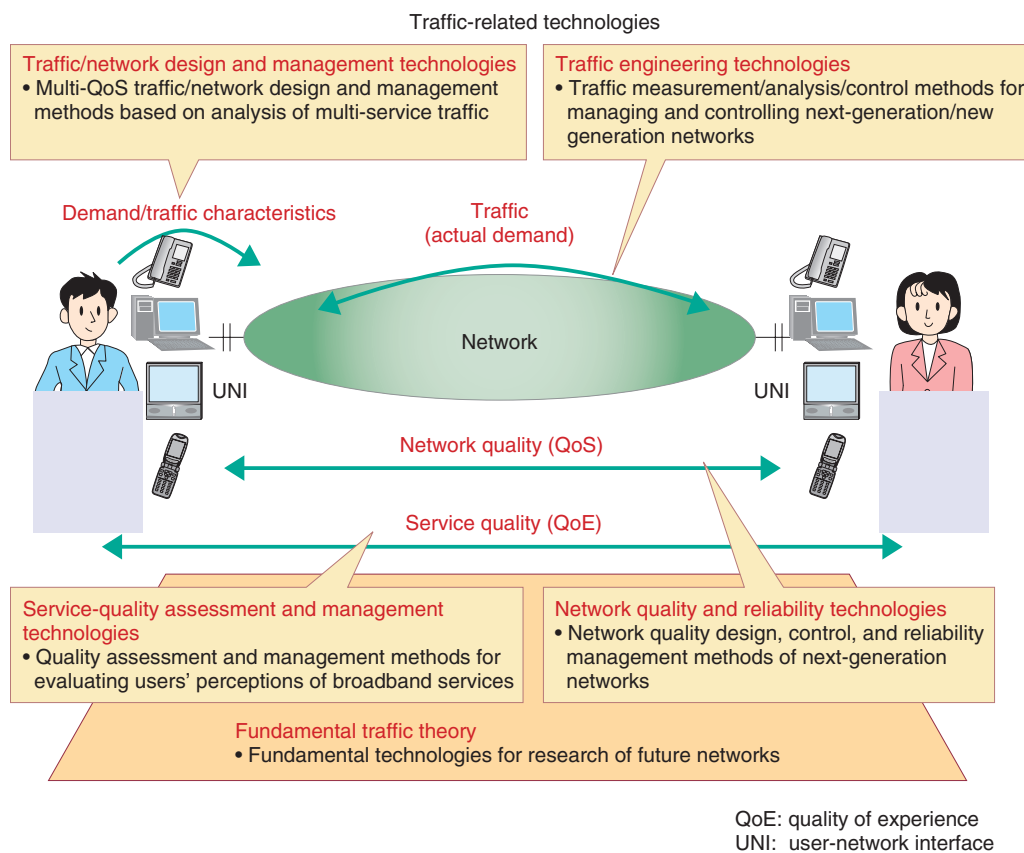 Traffic-related technologies
Traffic/network design and management technologies
• Multi-QoS traffic/network design and management
methods based on analysis of multi-service traffic
Traffic engineering technologies
• Traffic measurement/analysis/control methods for
managing and controlling next-generation/new
generation networks
Demand/traffic characteristics
Traffic
(actual demand)
Network
UNI
UNI
Network quality (QoS)
Service quality (QoE)
Service-quality assessment and management
technologies
• Quality assessment and management methods for
evaluating users' perceptions of broadband services
Network quality and reliability technologies
• Network quality design, control, and reliability
management methods of next-generation
networks
Fundamental traffic theory
• Fundamental technologies for research of future networks
QoE: quality of experience
UNI: user-network interface